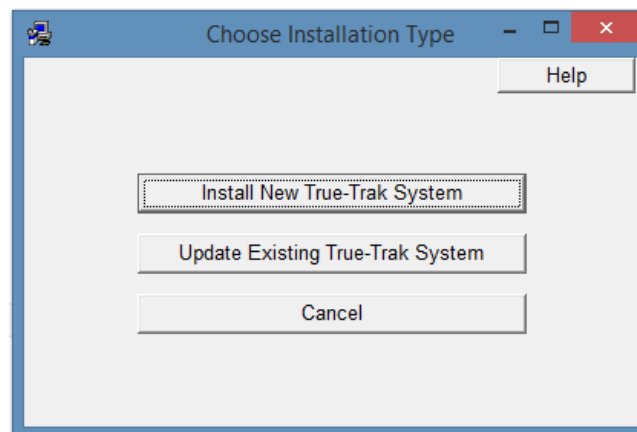 Choose Installation Type
Help
Install New True-Trak System
Update Existing True-Trak System
Cancel